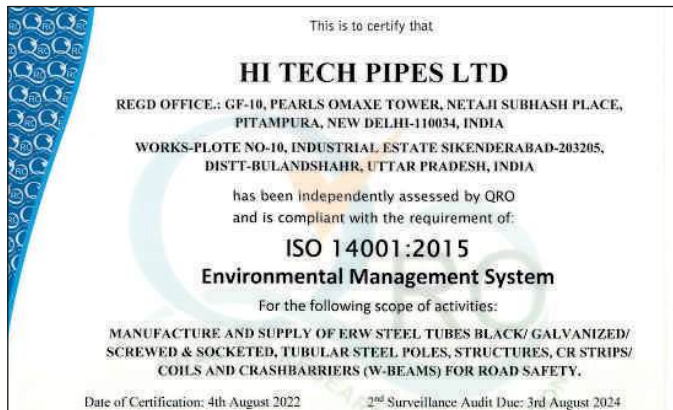 This is to certify that
HI TECH PIPES LTD
REGD OFFICE.: GF-10, PEARLS OMAXE TOWER, NETAJI SUBHASH PLACE,
PITAMPURA, NEW DELHI-110034, INDIA
WORKS-PLOTE NO-10, INDUSTRIAL ESTATE SIKENDERABAD-203205,
DISTT-BULANDSHAHR, UTTAR PRADESH, INDIA
has been independently assessed by QRO
and is compliant with the requirement of:
ISO 14001:2015
Environmental Management System
For the following scope of activities:
MANUFACTURE AND SUPPLY OF ERW STEEL TUBES BLACK/ GALVANIZED/
SCREWED & SOCKETED, TUBULAR STEEL POLES, STRUCTURES, CR STRIPS/
COILS AND CRASHBARRIERS (W-BEAMS) FOR ROAD SAFETY.
Date of Certification: 4th August 2022 2nd Surveillance Audit Due: 3rd August 2024